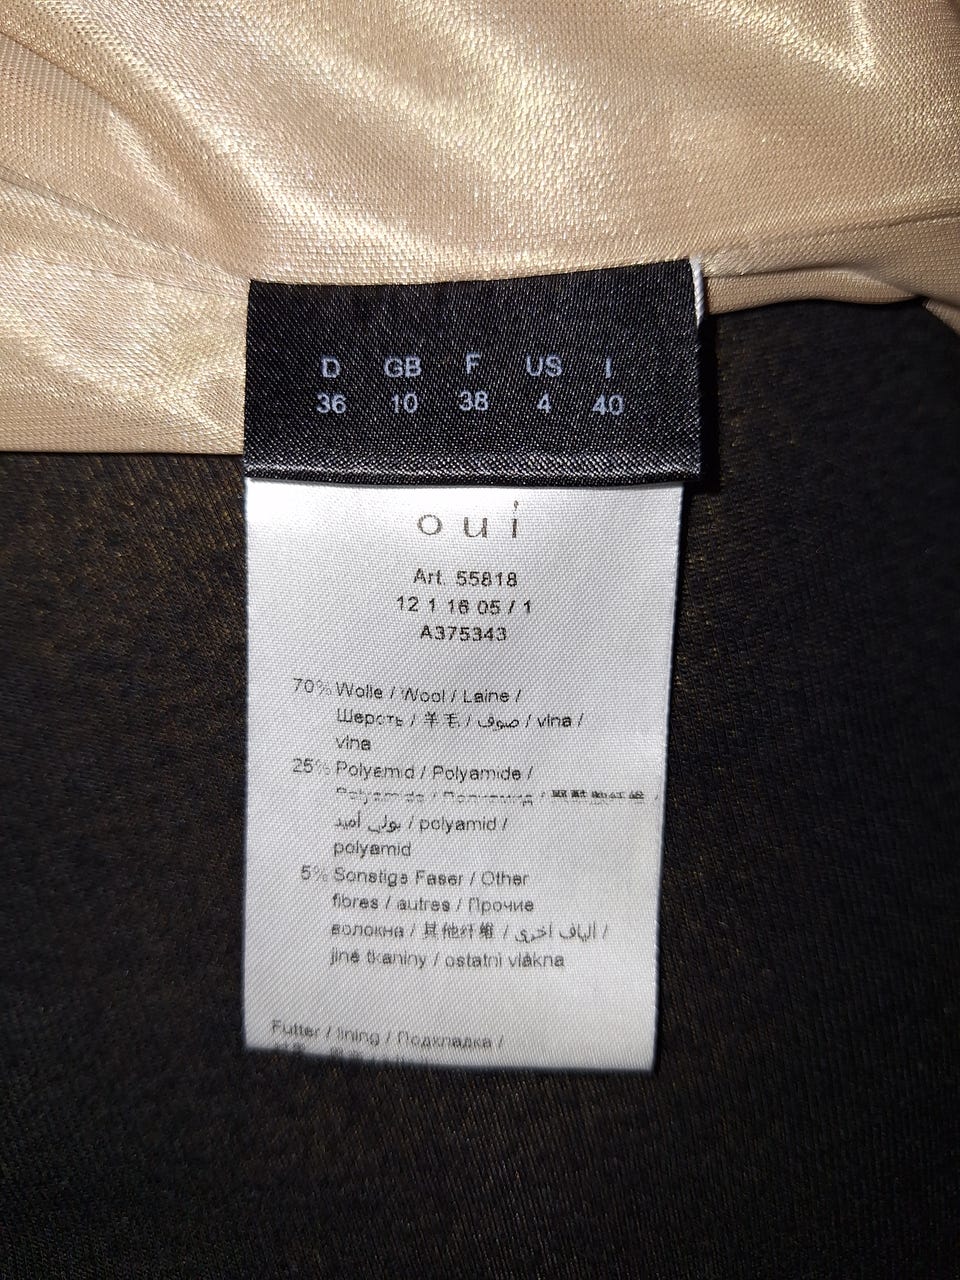 D GB F US I
36 10 38 4 40
oui
Art. 55818
12 1 16 05 / 1
A375343
70% Wolle / Wool / Laine /
Шерсть / 羊毛 / صوف / vlna /
vlna
25% Polyamid / Polyamide /
Polyamide / Полиамид /
بولي أميد / polyamid /
polyamid
5% Sonstige Faser / Other
fibres / autres / Прочие
волокна / 其他纤维 / ألياف أخرى /
jiné tkaniny / ostatní vlákna
Futter / lining / Подкладка /